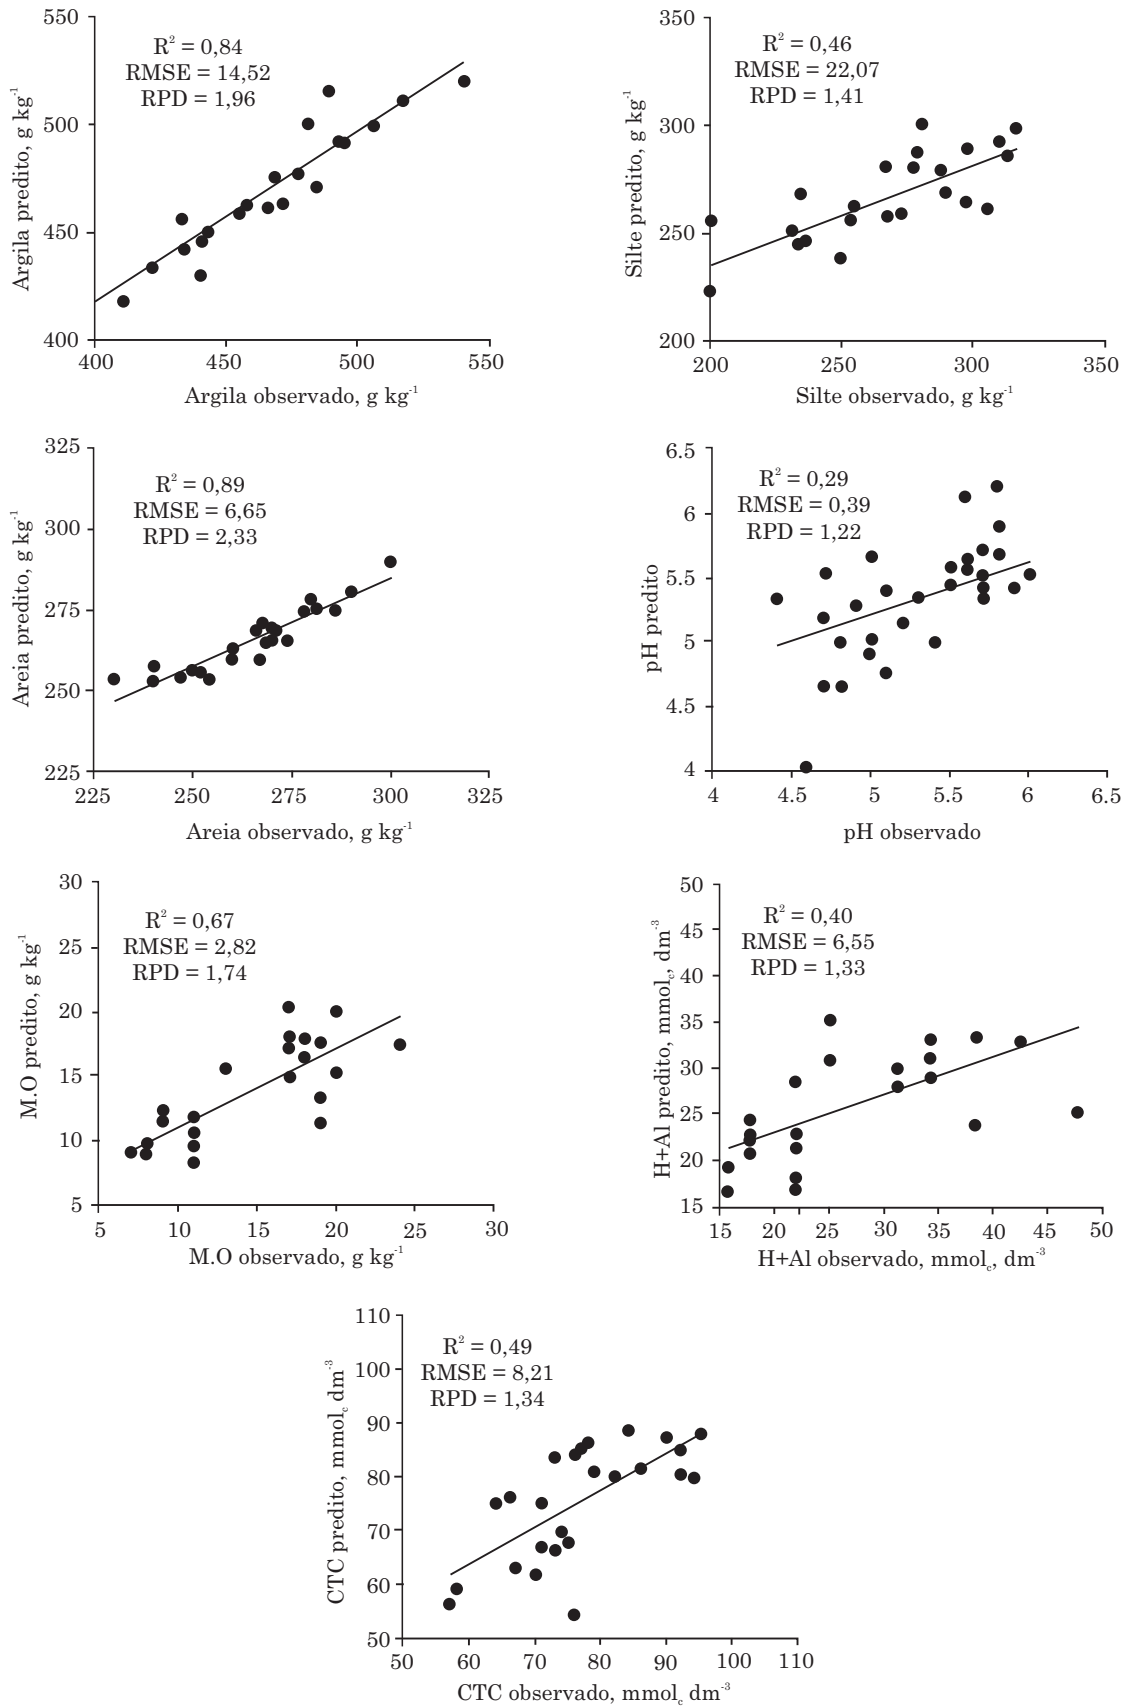 550
500
450
400
R² = 0,84
RMSE = 14,52
RPD = 1,96
Argila predito, g kg⁻¹
400 450 500 550
Argila observado, g kg⁻¹
350
300
250
200
R² = 0,46
RMSE = 22,07
RPD = 1,41
Silte predito, g kg⁻¹
200 250 300 350
Silte observado, g kg⁻¹
325
300
275
250
225
R² = 0,89
RMSE = 6,65
RPD = 2,33
Areia predito, g kg⁻¹
225 250 275 300 325
Areia observado, g kg⁻¹
6.5
6
5.5
5
4.5
4
R² = 0,29
RMSE = 0,39
RPD = 1,22
pH predito
4 4.5 5 5.5 6 6.5
pH observado
30
25
20
15
10
5
R² = 0,67
RMSE = 2,82
RPD = 1,74
M.O predito, g kg⁻¹
5 10 15 20 25 30
M.O observado, g kg⁻¹
50
45
40
35
30
25
20
15
R² = 0,40
RMSE = 6,55
RPD = 1,33
H+Al predito, mmol_c, dm⁻³
15 20 25 30 35 40 45 50
H+Al observado, mmol_c, dm⁻³
110
100
90
80
70
60
50
R² = 0,49
RMSE = 8,21
RPD = 1,34
CTC predito, mmol_c dm⁻³
50 60 70 80 90 100 110
CTC observado, mmol_c dm⁻³